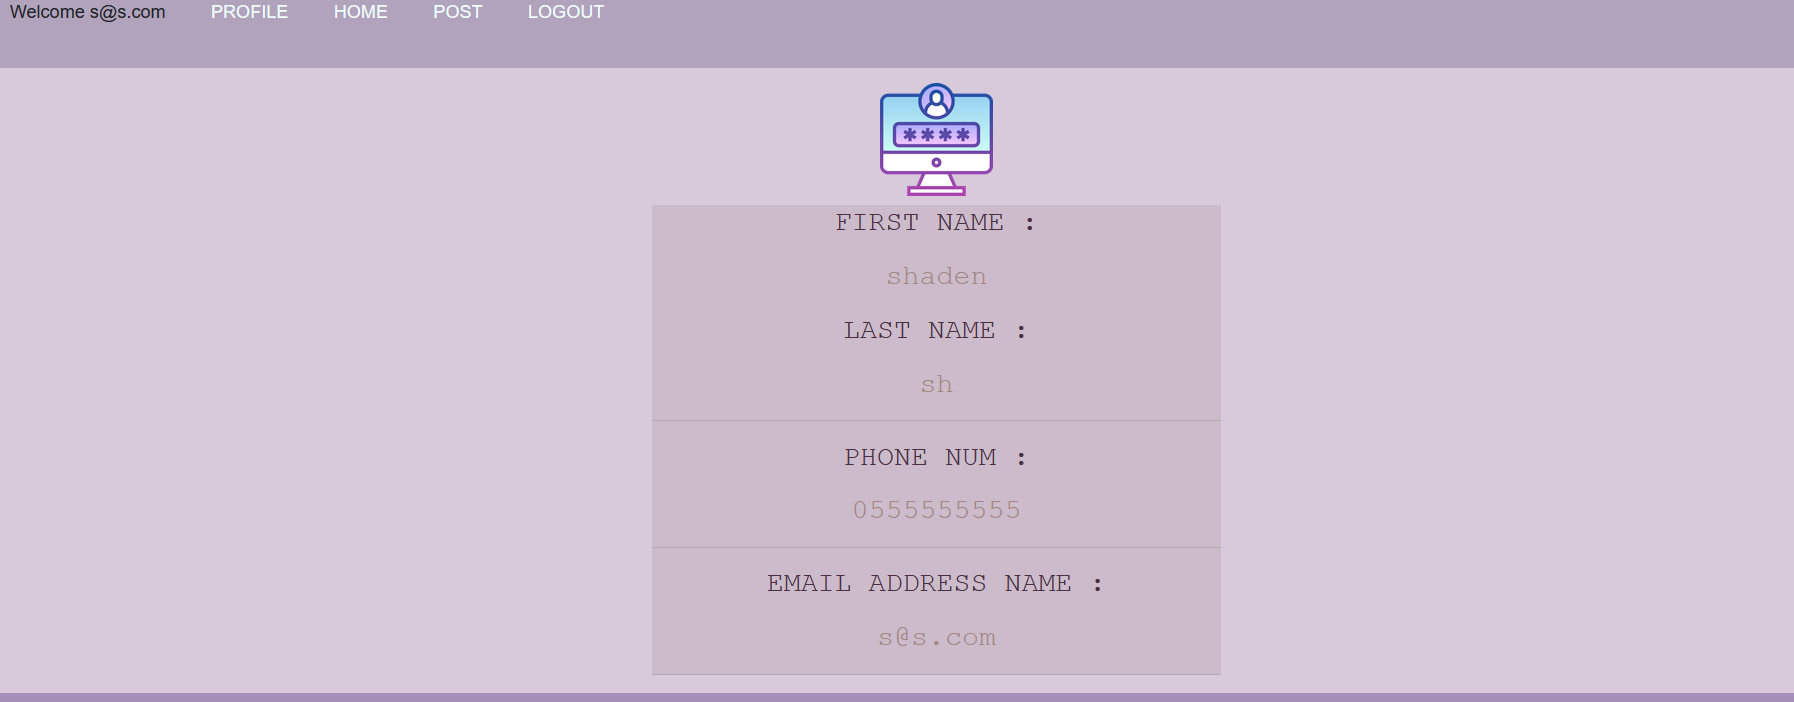 Welcome s@s.com PROFILE HOME POST LOGOUT
****
FIRST NAME :
shaden
LAST NAME :
sh
PHONE NUM :
0555555555
EMAIL ADDRESS NAME :
s@s.com